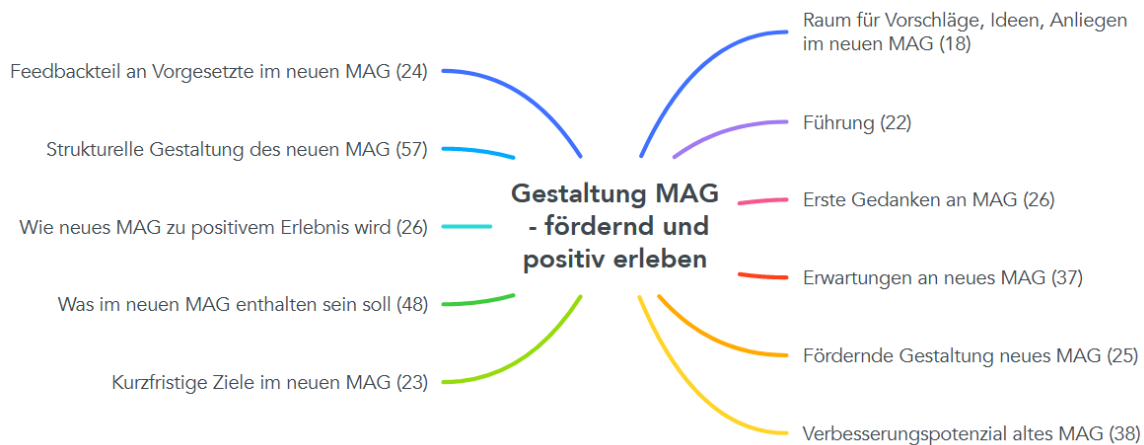 Gestaltung MAG
- fördernd und
positiv erleben
Raum für Vorschläge, Ideen, Anliegen
im neuen MAG (18)
Führung (22)
Erste Gedanken an MAG (26)
Erwartungen an neues MAG (37)
Fördernde Gestaltung neues MAG (25)
Verbesserungspotenzial altes MAG (38)
Feedbackteil an Vorgesetzte im neuen MAG (24)
Strukturelle Gestaltung des neuen MAG (57)
Wie neues MAG zu positivem Erlebnis wird (26)
Was im neuen MAG enthalten sein soll (48)
Kurzfristige Ziele im neuen MAG (23)